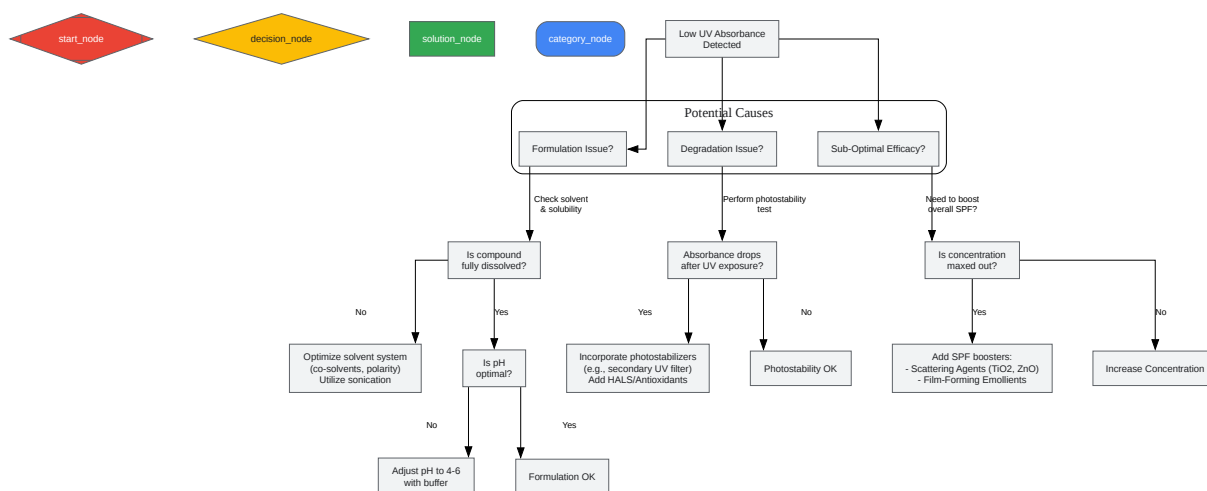 start_node
decision_node
solution_node
category_node
Low UV Absorbance
Detected
Potential Causes
Formulation Issue?
Degradation Issue?
Sub-Optimal Efficacy?
Check solvent
& solubility
Perform photostability
test
Need to boost
overall SPF?
Is compound
fully dissolved?
Absorbance drops
after UV exposure?
Is concentration
maxed out?
No
Yes
Yes
No
Yes
No
Optimize solvent system
(co-solvents, polarity)
Utilize sonication
Is pH
optimal?
Incorporate photostabilizers
(e.g., secondary UV filter)
Add HALS/Antioxidants
Photostability OK
Add SPF boosters:
- Scattering Agents (TiO2, ZnO)
- Film-Forming Emollients
Increase Concentration
No
Yes
Adjust pH to 4-6
with buffer
Formulation OK